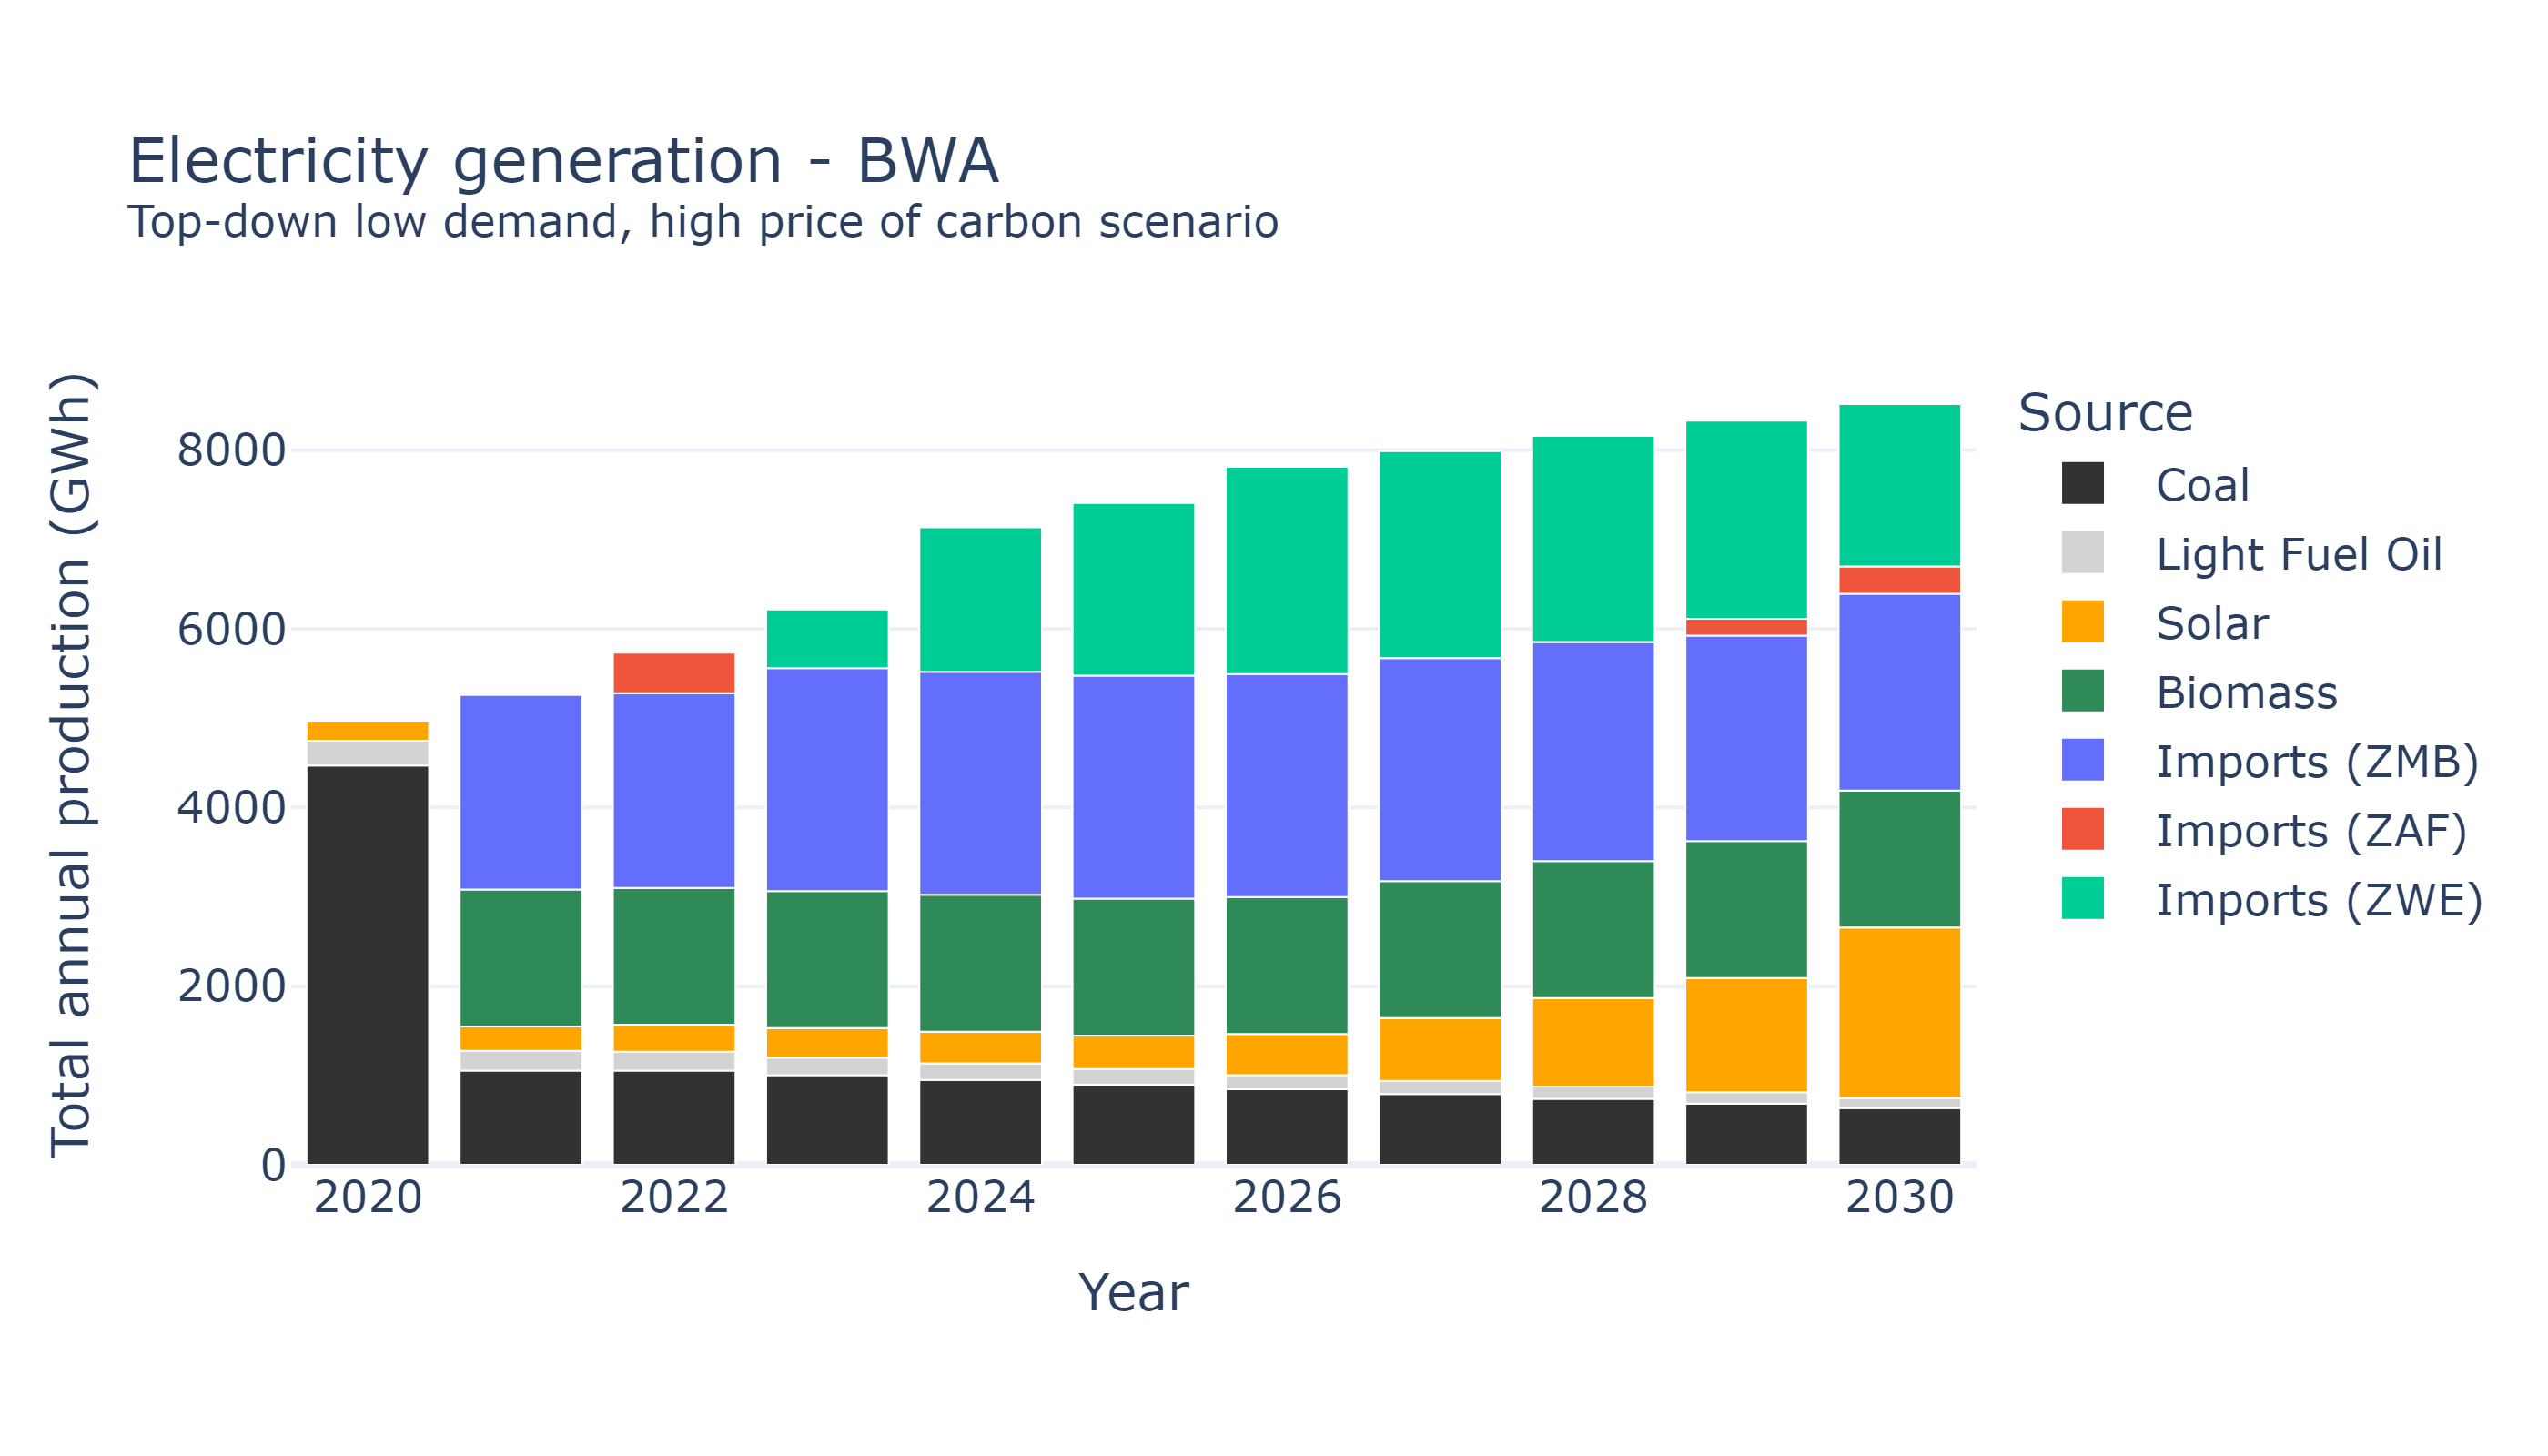 Electricity generation - BWA
Top-down low demand, high price of carbon scenario
Total annual production (GWh)
8000
6000
4000
2000
0
2020
2022
2024
2026
2028
2030
Year
Source
Coal
Light Fuel Oil
Solar
Biomass
Imports (ZMB)
Imports (ZAF)
Imports (ZWE)